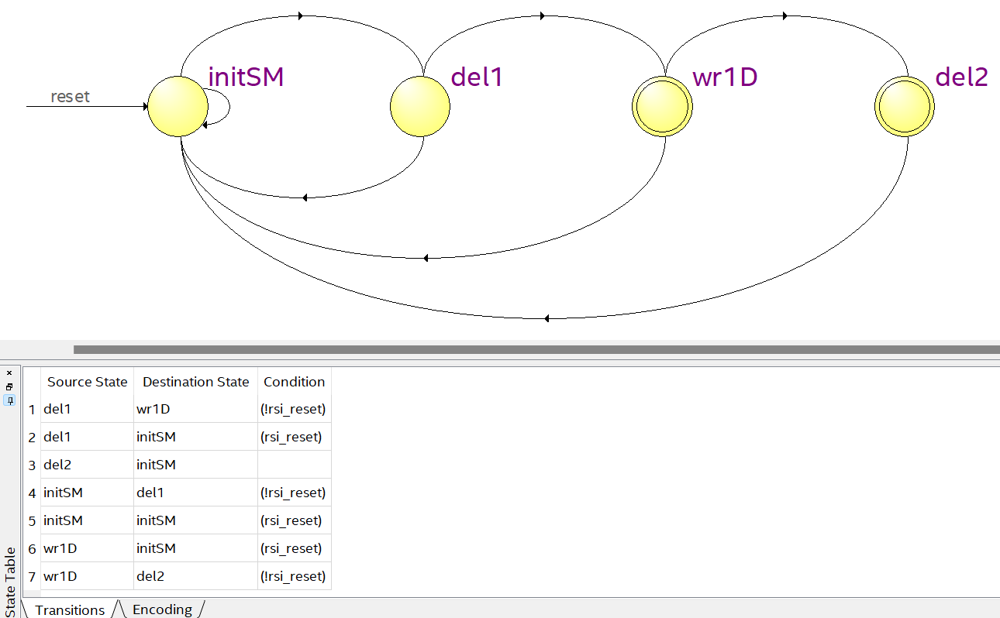 initSM
del1
wr1D
del2
reset
Source State Destination State Condition
1 del1 wr1D (!rsi_reset)
2 del1 initSM (rsi_reset)
3 del2 initSM
4 initSM del1 (!rsi_reset)
5 initSM initSM (rsi_reset)
6 wr1D initSM (rsi_reset)
7 wr1D del2 (!rsi_reset)
State Table
Transitions Encoding